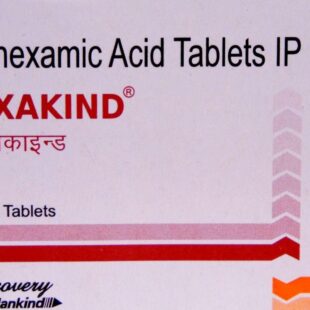 nexamic Acid Tablets IP
XAKIND®
काइन्ड
Tablets
overy
ankind